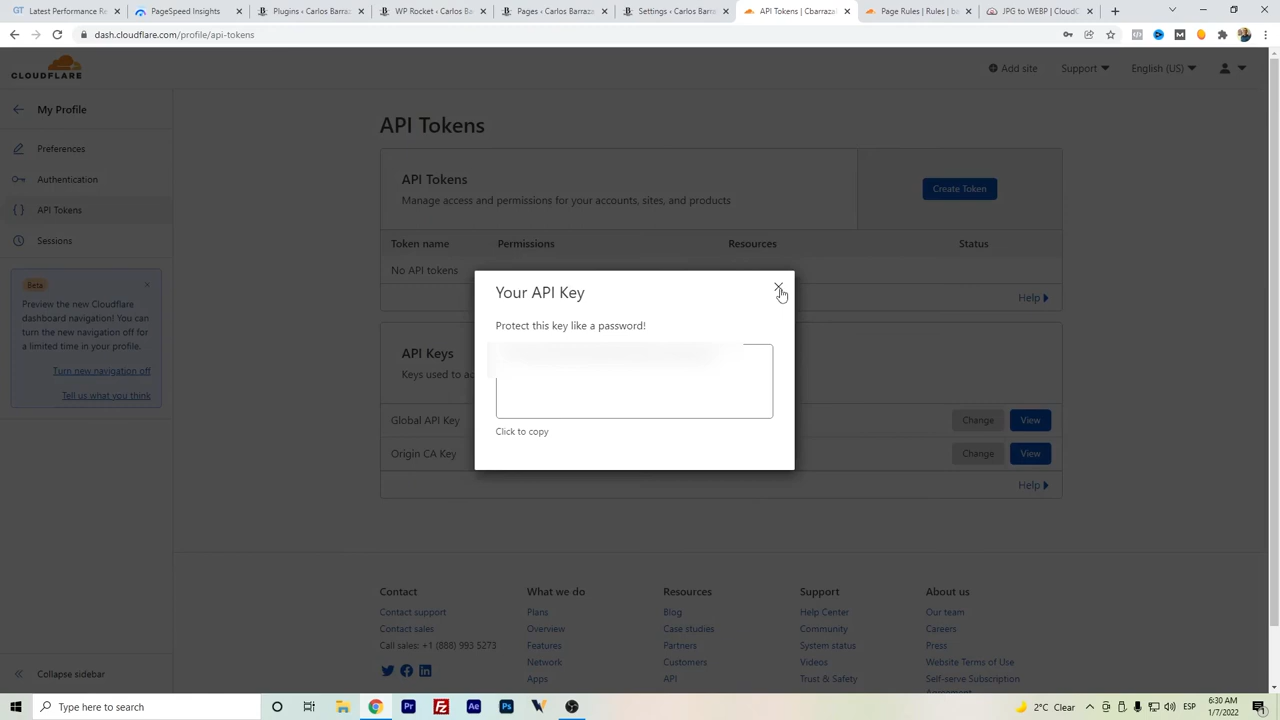 Latest Performance Re
PageSpeed Insights
Plugins ‹ Carlos Barraz
WP Rocket ‹ Carlos Ba
Pages ‹ Carlos Barraza
Settings ‹ Carlos Barra
API Tokens | Carrazal
Page Rules | Rules | ba
JPG to WEBP | CloudC
dash.cloudflare.com/profile/api-tokens
CLOUDFLARE
Add site
Support
English (US)
My Profile
Preferences
Authentication
API Tokens
Sessions
Beta
Preview the new Cloudflare
dashboard navigation! You
can turn the new navigation off for
a limited time in your profile.
Turn new navigation off
Tell us what you think
Collapse sidebar
API Tokens
API Tokens
Manage access and permissions for your accounts, sites, and products
Create Token
Token name Permissions Resources Status
No API tokens
Help
API Keys
Keys used to ac
Global API Key
Change View
Origin CA Key
Change View
Help
Your API Key
Protect this key like a password!
Click to copy
Contact
Contact support
Contact sales
Call sales: +1 (888) 993 5273
What we do
Plans
Overview
Features
Network
Apps
Resources
Blog
Case studies
Partners
Customers
API
Support
Help Center
Community
System status
Videos
Trust & Safety
About us
Our team
Careers
Press
Website Terms of Use
Self-serve Subscription
Agreement
Type here to search
2°C Clear
ESP
6:30 AM
1/7/2022